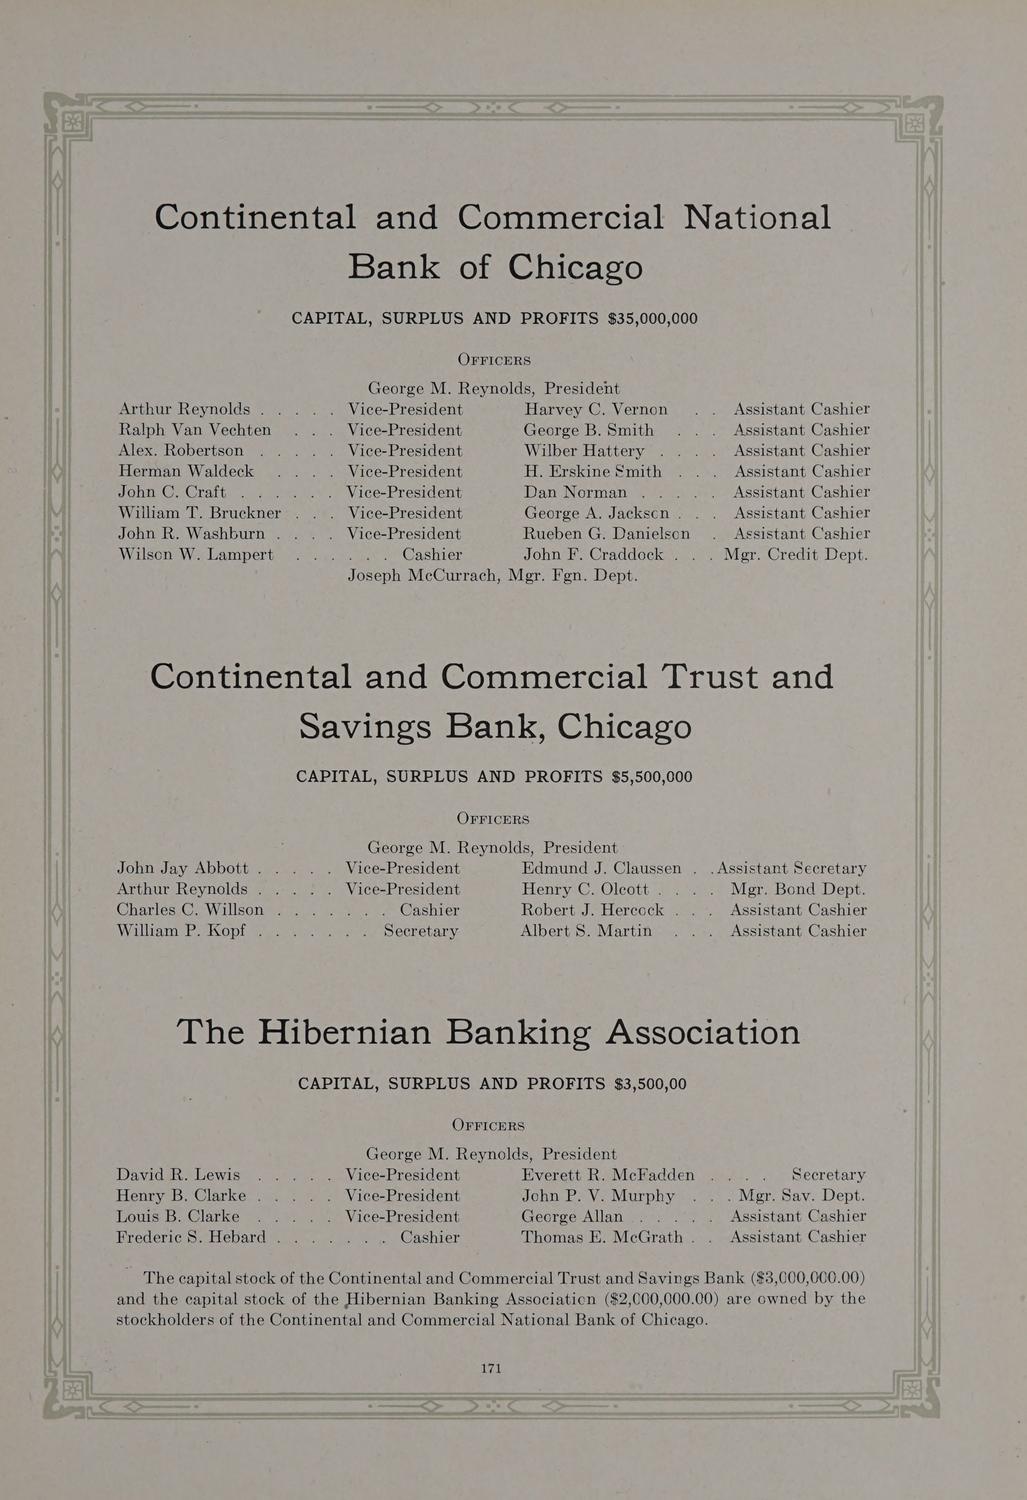 Continental and Commercial National
Bank of Chicago
CAPITAL, SURPLUS AND PROFITS $35,000,000
OFFICERS
George M. Reynolds, President
Arthur Reynolds . . . . . Vice-President Harvey C. Vernon . . Assistant Cashier
Ralph Van Vechten . . . Vice-President George B. Smith . . . Assistant Cashier
Alex. Robertson . . . . . Vice-President Wilber Hattery . . . . Assistant Cashier
Herman Waldeck . . . . Vice-President H. Erskine Smith . . . Assistant Cashier
John C. Craft . . . . . . Vice-President Dan Norman . . . . . Assistant Cashier
William T. Bruckner . . . Vice-President George A. Jackson . . . Assistant Cashier
John R. Washburn . . . . Vice-President Rueben G. Danielson . Assistant Cashier
Wilson W. Lampert . . . . . . Cashier John F. Craddock . . . Mgr. Credit Dept.
Joseph McCurrach, Mgr. Fgn. Dept.
Continental and Commercial Trust and
Savings Bank, Chicago
CAPITAL, SURPLUS AND PROFITS $5,500,000
OFFICERS
George M. Reynolds, President
John Jay Abbott . . . . . Vice-President Edmund J. Claussen . . Assistant Secretary
Arthur Reynolds . . . . . Vice-President Henry C. Olcott . . . . Mgr. Bond Dept.
Charles C. Willson . . . . . . . Cashier Robert J. Hercock . . . Assistant Cashier
William P. Kopf . . . . . . . . Secretary Albert S. Martin . . . Assistant Cashier
The Hibernian Banking Association
CAPITAL, SURPLUS AND PROFITS $3,500,00
OFFICERS
George M. Reynolds, President
David R. Lewis . . . . . Vice-President Everett R. McFadden . . . . Secretary
Henry B. Clarke . . . . . Vice-President John P. V. Murphy . . . Mgr. Sav. Dept.
Louis B. Clarke . . . . . Vice-President George Allan . . . . . Assistant Cashier
Frederic S. Hebard . . . . . . . Cashier Thomas E. McGrath . . Assistant Cashier
The capital stock of the Continental and Commercial Trust and Savings Bank ($3,000,000.00)
and the capital stock of the Hibernian Banking Association ($2,000,000.00) are owned by the
stockholders of the Continental and Commercial National Bank of Chicago.
171